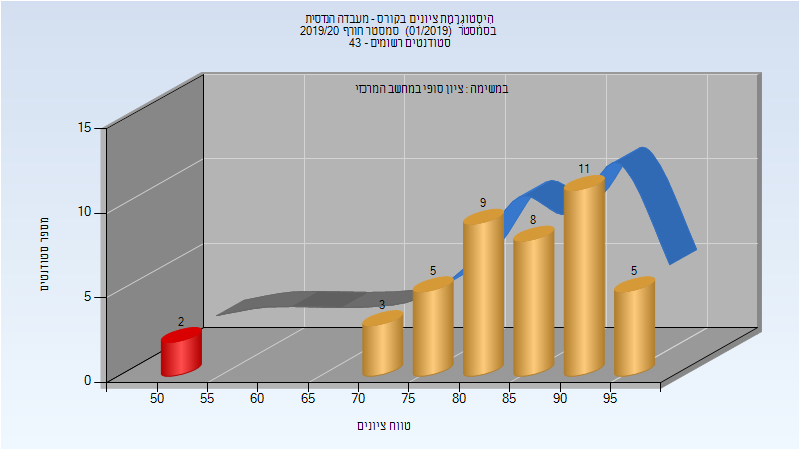 היסטוגרמת ציונים בקורס - מעבדה הנדסית
בסמסטר (01/2019) סמסטר חורף 2019/20
סטודנטים רשומים - 43
במשימה : ציון סופי במחשב המרכזי
מספר סטודנטים
15
10
5
0
2
3
5
9
8
11
5
50 55 60 65 70 75 80 85 90 95
טווח ציונים